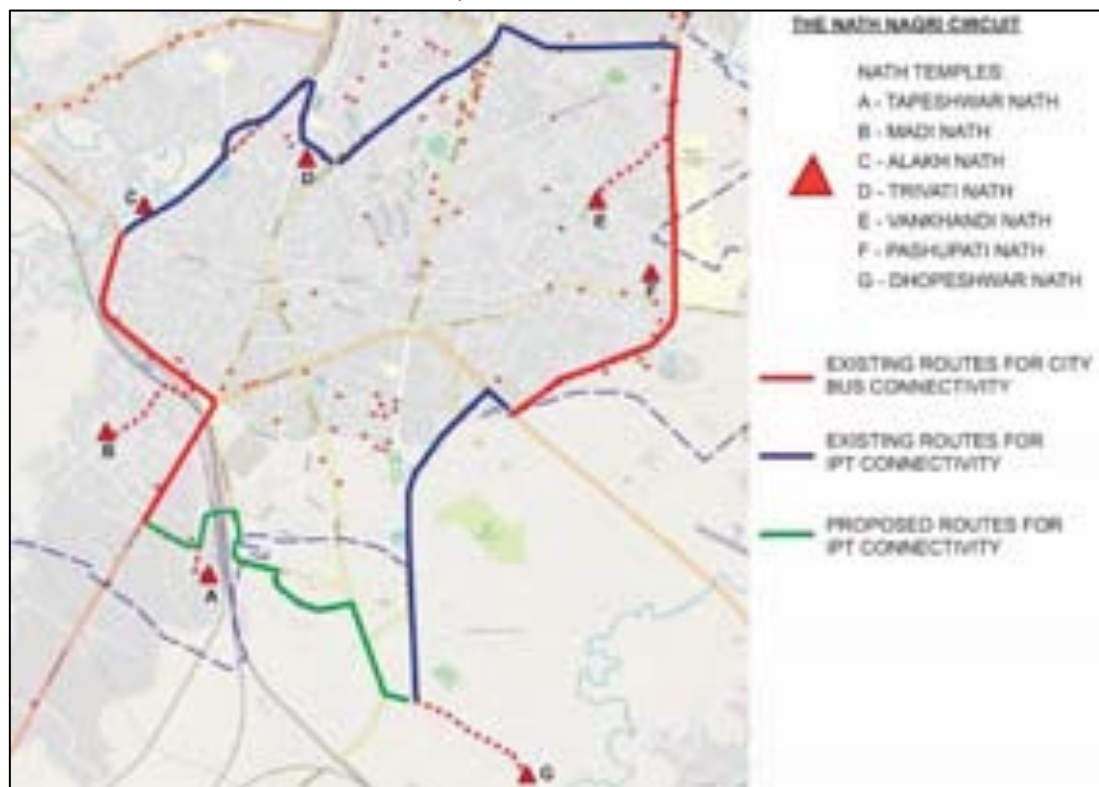 THE NATH NAGRI CIRCUIT
NATH TEMPLES
A - TAPESHWAR NATH
B - MADI NATH
C - ALAKH NATH
D - TRIVATI NATH
E - VANKHANDI NATH
F - PASHUPATI NATH
G - DHOPESHWAR NATH
EXISTING ROUTES FOR CITY
BUS CONNECTIVITY
EXISTING ROUTES FOR
IPT CONNECTIVITY
PROPOSED ROUTES FOR
IPT CONNECTIVITY
C
D
E
F
B
A
G